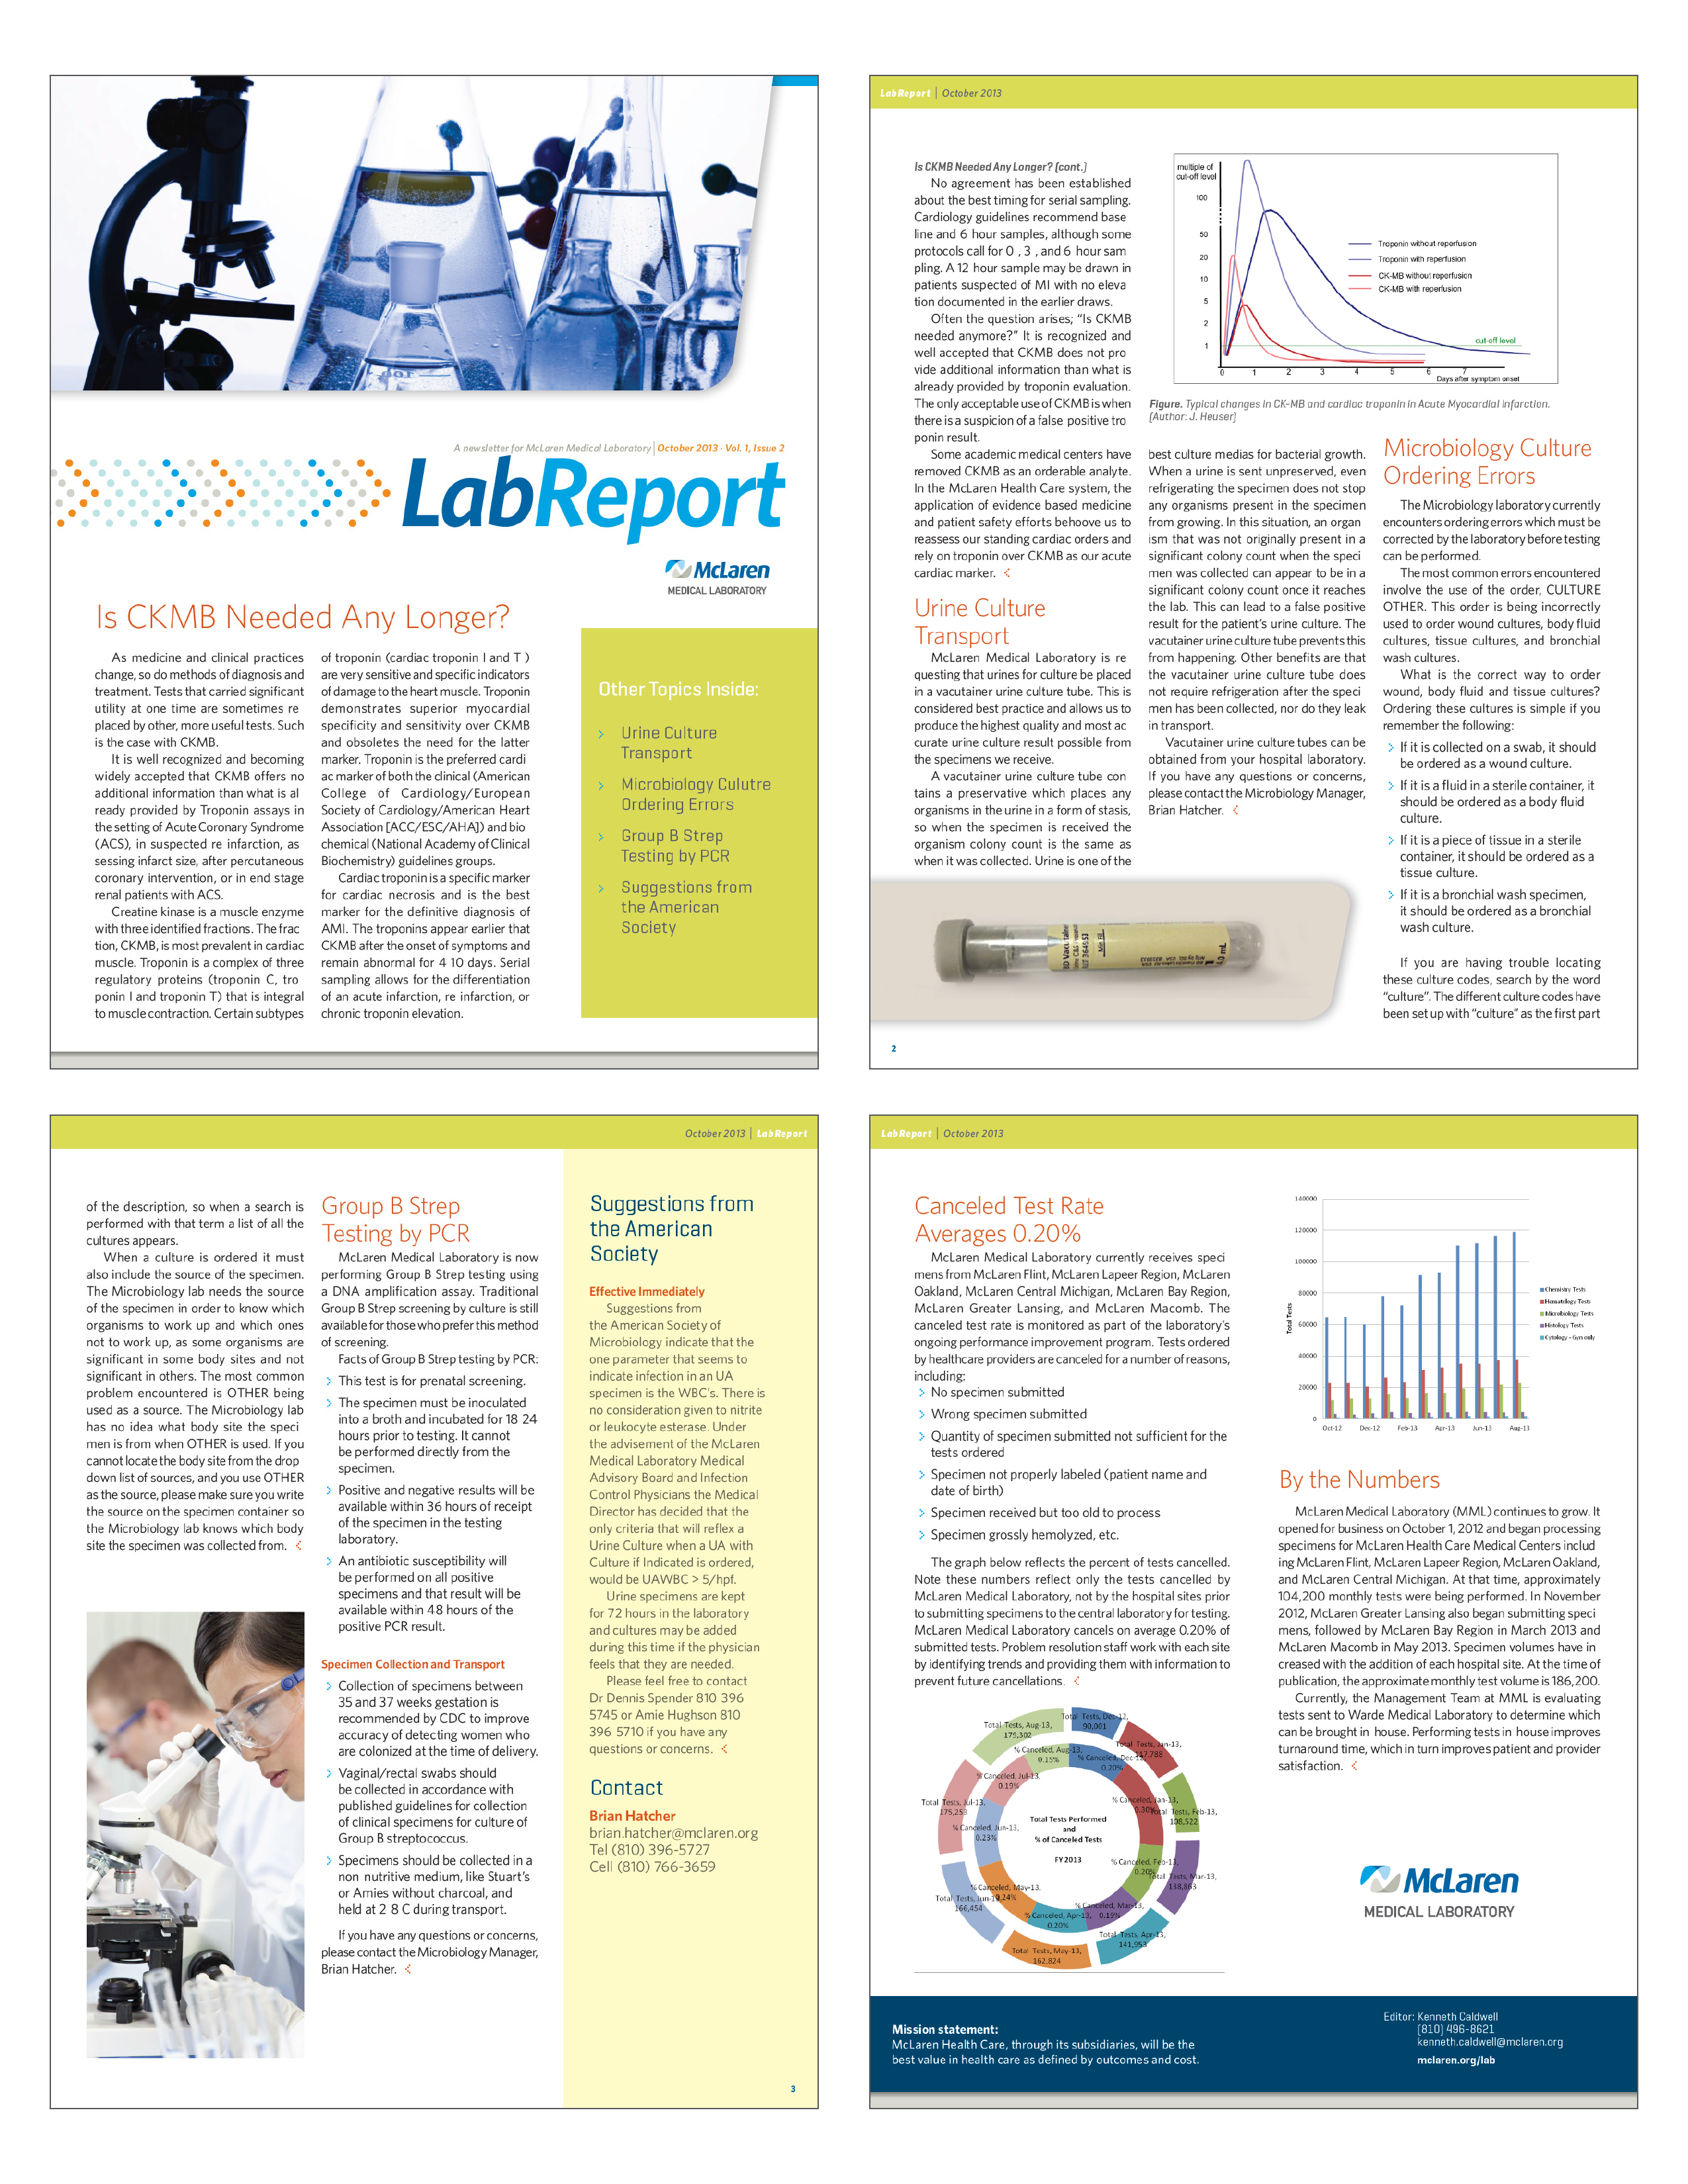 A newsletter for McLaren Medical Laboratory | October 2013 · Vol. 1, Issue 2
LabReport
McLaren
MEDICAL LABORATORY
Is CKMB Needed Any Longer?
As medicine and clinical practices
change, so do methods of diagnosis and
treatment. Tests that carried significant
utility at one time are sometimes re
placed by other, more useful tests. Such
is the case with CKMB.
It is well recognized and becoming
widely accepted that CKMB offers no
additional information than what is al
ready provided by Troponin assays in
the setting of Acute Coronary Syndrome
(ACS), in suspected re infarction, as
sessing infarct size, after percutaneous
coronary intervention, or in end stage
renal patients with ACS.
Creatine kinase is a muscle enzyme
with three identified fractions. The frac
tion, CKMB, is most prevalent in cardiac
muscle. Troponin is a complex of three
regulatory proteins (troponin C, tro
ponin I and troponin T) that is integral
to muscle contraction. Certain subtypes
of troponin (cardiac troponin I and T )
are very sensitive and specific indicators
of damage to the heart muscle. Troponin
demonstrates superior myocardial
specificity and sensitivity over CKMB
and obsoletes the need for the latter
marker. Troponin is the preferred cardi
ac marker of both the clinical (American
College of Cardiology/European
Society of Cardiology/American Heart
Association [ACC/ESC/AHA]) and bio
chemical (National Academy of Clinical
Biochemistry) guidelines groups.
Cardiac troponin is a specific marker
for cardiac necrosis and is the best
marker for the definitive diagnosis of
AMI. The troponins appear earlier that
CKMB after the onset of symptoms and
remain abnormal for 4 10 days. Serial
sampling allows for the differentiation
of an acute infarction, re infarction, or
chronic troponin elevation.
Other Topics Inside:
Urine Culture
Transport
Microbiology Culutre
Ordering Errors
Group B Strep
Testing by PCR
Suggestions from
the American
Society
LabReport | October 2013
Is CKMB Needed Any Longer? (cont.)
No agreement has been established
about the best timing for serial sampling.
Cardiology guidelines recommend base
line and 6 hour samples, although some
protocols call for 0 , 3 , and 6 hour sam
pling. A 12 hour sample may be drawn in
patients suspected of MI with no eleva
tion documented in the earlier draws.
Often the question arises; “Is CKMB
needed anymore?” It is recognized and
well accepted that CKMB does not pro
vide additional information than what is
already provided by troponin evaluation.
The only acceptable use of CKMB is when
there is a suspicion of a false positive tro
ponin result.
Some academic medical centers have
removed CKMB as an orderable analyte.
In the McLaren Health Care system, the
application of evidence based medicine
and patient safety efforts behoove us to
reassess our standing cardiac orders and
rely on troponin over CKMB as our acute
cardiac marker.
multiple of
cut-off level
100
50
20
10
5
2
1
0 1 2 3 4 5 6 7
Days after symptom onset
Troponin without reperfusion
Troponin with reperfusion
CK-MB without reperfusion
CK-MB with reperfusion
cut-off level
Figure. Typical changes in CK-MB and cardiac troponin in Acute Myocardial Infarction.
(Author: J. Heuser)
Urine Culture
Transport
McLaren Medical Laboratory is re
questing that urines for culture be placed
in a vacutainer urine culture tube. This is
considered best practice and allows us to
produce the highest quality and most ac
curate urine culture result possible from
the specimens we receive.
A vacutainer urine culture tube con
tains a preservative which places any
organisms in the urine in a form of stasis,
so when the specimen is received the
organism colony count is the same as
when it was collected. Urine is one of the
best culture medias for bacterial growth.
When a urine is sent unpreserved, even
refrigerating the specimen does not stop
any organisms present in the specimen
from growing. In this situation, an organ
ism that was not originally present in a
significant colony count when the speci
men was collected can appear to be in a
significant colony count once it reaches
the lab. This can lead to a false positive
result for the patient’s urine culture. The
vacutainer urine culture tube prevents this
from happening. Other benefits are that
the vacutainer urine culture tube does
not require refrigeration after the speci
men has been collected, nor do they leak
in transport.
Vacutainer urine culture tubes can be
obtained from your hospital laboratory.
If you have any questions or concerns,
please contact the Microbiology Manager,
Brian Hatcher.
Microbiology Culture
Ordering Errors
The Microbiology laboratory currently
encounters ordering errors which must be
corrected by the laboratory before testing
can be performed.
The most common errors encountered
involve the use of the order, CULTURE
OTHER. This order is being incorrectly
used to order wound cultures, body fluid
cultures, tissue cultures, and bronchial
wash cultures.
What is the correct way to order
wound, body fluid and tissue cultures?
Ordering these cultures is simple if you
remember the following:
If it is collected on a swab, it should
be ordered as a wound culture.
If it is a fluid in a sterile container, it
should be ordered as a body fluid
culture.
If it is a piece of tissue in a sterile
container, it should be ordered as a
tissue culture.
If it is a bronchial wash specimen,
it should be ordered as a bronchial
wash culture.
If you are having trouble locating
these culture codes, search by the word
“culture”. The different culture codes have
been set up with “culture” as the first part
BD Vacutainer
4.0 mL
2
October 2013 | LabReport
of the description, so when a search is
performed with that term a list of all the
cultures appears.
When a culture is ordered it must
also include the source of the specimen.
The Microbiology lab needs the source
of the specimen in order to know which
organisms to work up and which ones
not to work up, as some organisms are
significant in some body sites and not
significant in others. The most common
problem encountered is OTHER being
used as a source. The Microbiology lab
has no idea what body site the speci
men is from when OTHER is used. If you
cannot locate the body site from the drop
down list of sources, and you use OTHER
as the source, please make sure you write
the source on the specimen container so
the Microbiology lab knows which body
site the specimen was collected from.
Group B Strep
Testing by PCR
McLaren Medical Laboratory is now
performing Group B Strep testing using
a DNA amplification assay. Traditional
Group B Strep screening by culture is still
available for those who prefer this method
of screening.
Facts of Group B Strep testing by PCR:
This test is for prenatal screening.
The specimen must be inoculated
into a broth and incubated for 18 24
hours prior to testing. It cannot
be performed directly from the
specimen.
Positive and negative results will be
available within 36 hours of receipt
of the specimen in the testing
laboratory.
An antibiotic susceptibility will
be performed on all positive
specimens and that result will be
available within 48 hours of the
positive PCR result.
Specimen Collection and Transport
Collection of specimens between
35 and 37 weeks gestation is
recommended by CDC to improve
accuracy of detecting women who
are colonized at the time of delivery.
Vaginal/rectal swabs should
be collected in accordance with
published guidelines for collection
of clinical specimens for culture of
Group B streptococcus.
Specimens should be collected in a
non nutritive medium, like Stuart’s
or Amies without charcoal, and
held at 2 8 C during transport.
If you have any questions or concerns,
please contact the Microbiology Manager,
Brian Hatcher.
Suggestions from
the American
Society
Effective Immediately
Suggestions from
the American Society of
Microbiology indicate that the
one parameter that seems to
indicate infection in an UA
specimen is the WBC’s. There is
no consideration given to nitrite
or leukocyte esterase. Under
the advisement of the McLaren
Medical Laboratory Medical
Advisory Board and Infection
Control Physicians the Medical
Director has decided that the
only criteria that will reflex a
Urine Culture when a UA with
Culture if Indicated is ordered,
would be UAWBC > 5/hpf.
Urine specimens are kept
for 72 hours in the laboratory
and cultures may be added
during this time if the physician
feels that they are needed.
Please feel free to contact
Dr Dennis Spender 810 396
5745 or Amie Hughson 810
396 5710 if you have any
questions or concerns.
Contact
Brian Hatcher
brian.hatcher@mclaren.org
Tel (810) 396-5727
Cell (810) 766-3659
3
LabReport | October 2013
Canceled Test Rate
Averages 0.20%
McLaren Medical Laboratory currently receives speci
mens from McLaren Flint, McLaren Lapeer Region, McLaren
Oakland, McLaren Central Michigan, McLaren Bay Region,
McLaren Greater Lansing, and McLaren Macomb. The
canceled test rate is monitored as part of the laboratory’s
ongoing performance improvement program. Tests ordered
by healthcare providers are canceled for a number of reasons,
including:
No specimen submitted
Wrong specimen submitted
Quantity of specimen submitted not sufficient for the
tests ordered
Specimen not properly labeled (patient name and
date of birth)
Specimen received but too old to process
Specimen grossly hemolyzed, etc.
The graph below reflects the percent of tests cancelled.
Note these numbers reflect only the tests cancelled by
McLaren Medical Laboratory, not by the hospital sites prior
to submitting specimens to the central laboratory for testing.
McLaren Medical Laboratory cancels on average 0.20% of
submitted tests. Problem resolution staff work with each site
by identifying trends and providing them with information to
prevent future cancellations.
Total Tests Performed
and
% of Canceled Tests
FY2013
Total Tests, Dec-12,
90,001
Total Tests, Jan-13,
117,788
Total Tests, Feb-13,
108,522
Total Tests, Mar-13,
138,863
Total Tests, Apr-13,
141,953
Total Tests, May-13,
162,824
Total Tests, Jun-13,
166,454
Total Tests, Jul-13,
175,253
Total Tests, Aug-13,
175,302
% Canceled, Dec-12,
0.20%
% Canceled, Jan-13,
0.30%
% Canceled, Feb-13,
0.20%
% Canceled, Mar-13,
0.19%
% Canceled, Apr-13,
0.20%
% Canceled, May-13,
0.24%
% Canceled, Jun-13,
0.23%
% Canceled, Jul-13,
0.19%
% Canceled, Aug-13,
0.15%
140000
120000
100000
80000
60000
40000
20000
0
Total Tests
Oct-12 Dec-12 Feb-13 Apr-13 Jun-13 Aug-13
Chemistry Tests
Hematology Tests
Microbiology Tests
Histology Tests
Cytology - Gyn only
By the Numbers
McLaren Medical Laboratory (MML) continues to grow. It
opened for business on October 1, 2012 and began processing
specimens for McLaren Health Care Medical Centers includ
ing McLaren Flint, McLaren Lapeer Region, McLaren Oakland,
and McLaren Central Michigan. At that time, approximately
104,200 monthly tests were being performed. In November
2012, McLaren Greater Lansing also began submitting speci
mens, followed by McLaren Bay Region in March 2013 and
McLaren Macomb in May 2013. Specimen volumes have in
creased with the addition of each hospital site. At the time of
publication, the approximate monthly test volume is 186,200.
Currently, the Management Team at MML is evaluating
tests sent to Warde Medical Laboratory to determine which
can be brought in house. Performing tests in house improves
turnaround time, which in turn improves patient and provider
satisfaction.
McLaren
MEDICAL LABORATORY
Mission statement:
McLaren Health Care, through its subsidiaries, will be the
best value in health care as defined by outcomes and cost.
Editor: Kenneth Caldwell
(810) 496-8621
kenneth.caldwell@mclaren.org
mclaren.org/lab